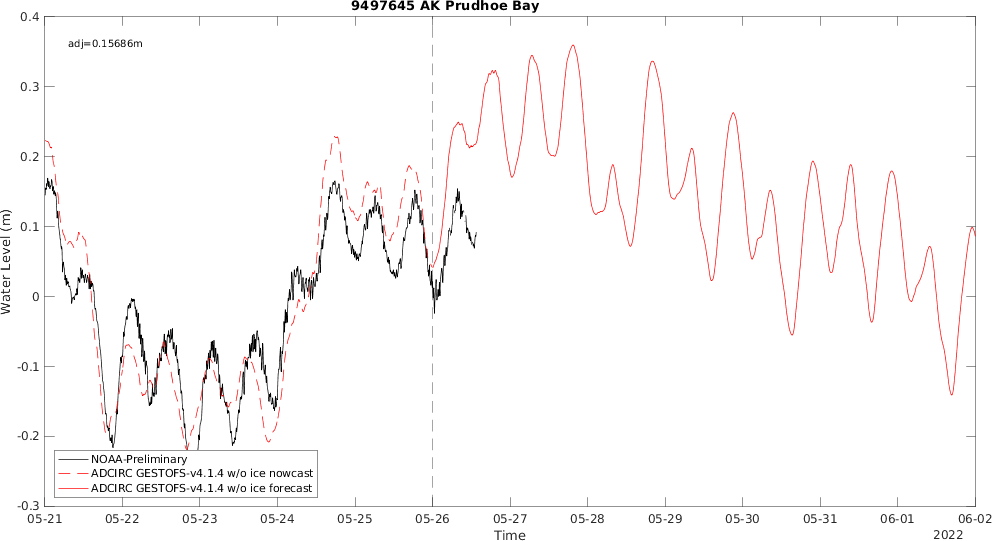 9497645 AK Prudhoe Bay
adj=0.15686m
0.4
0.3
0.2
0.1
0
-0.1
-0.2
-0.3
Water Level (m)
NOAA-Preliminary
ADCIRC GESTOFS-v4.1.4 w/o ice nowcast
ADCIRC GESTOFS-v4.1.4 w/o ice forecast
05-21 05-22 05-23 05-24 05-25 05-26 05-27 05-28 05-29 05-30 05-31 06-01 06-02
Time
2022